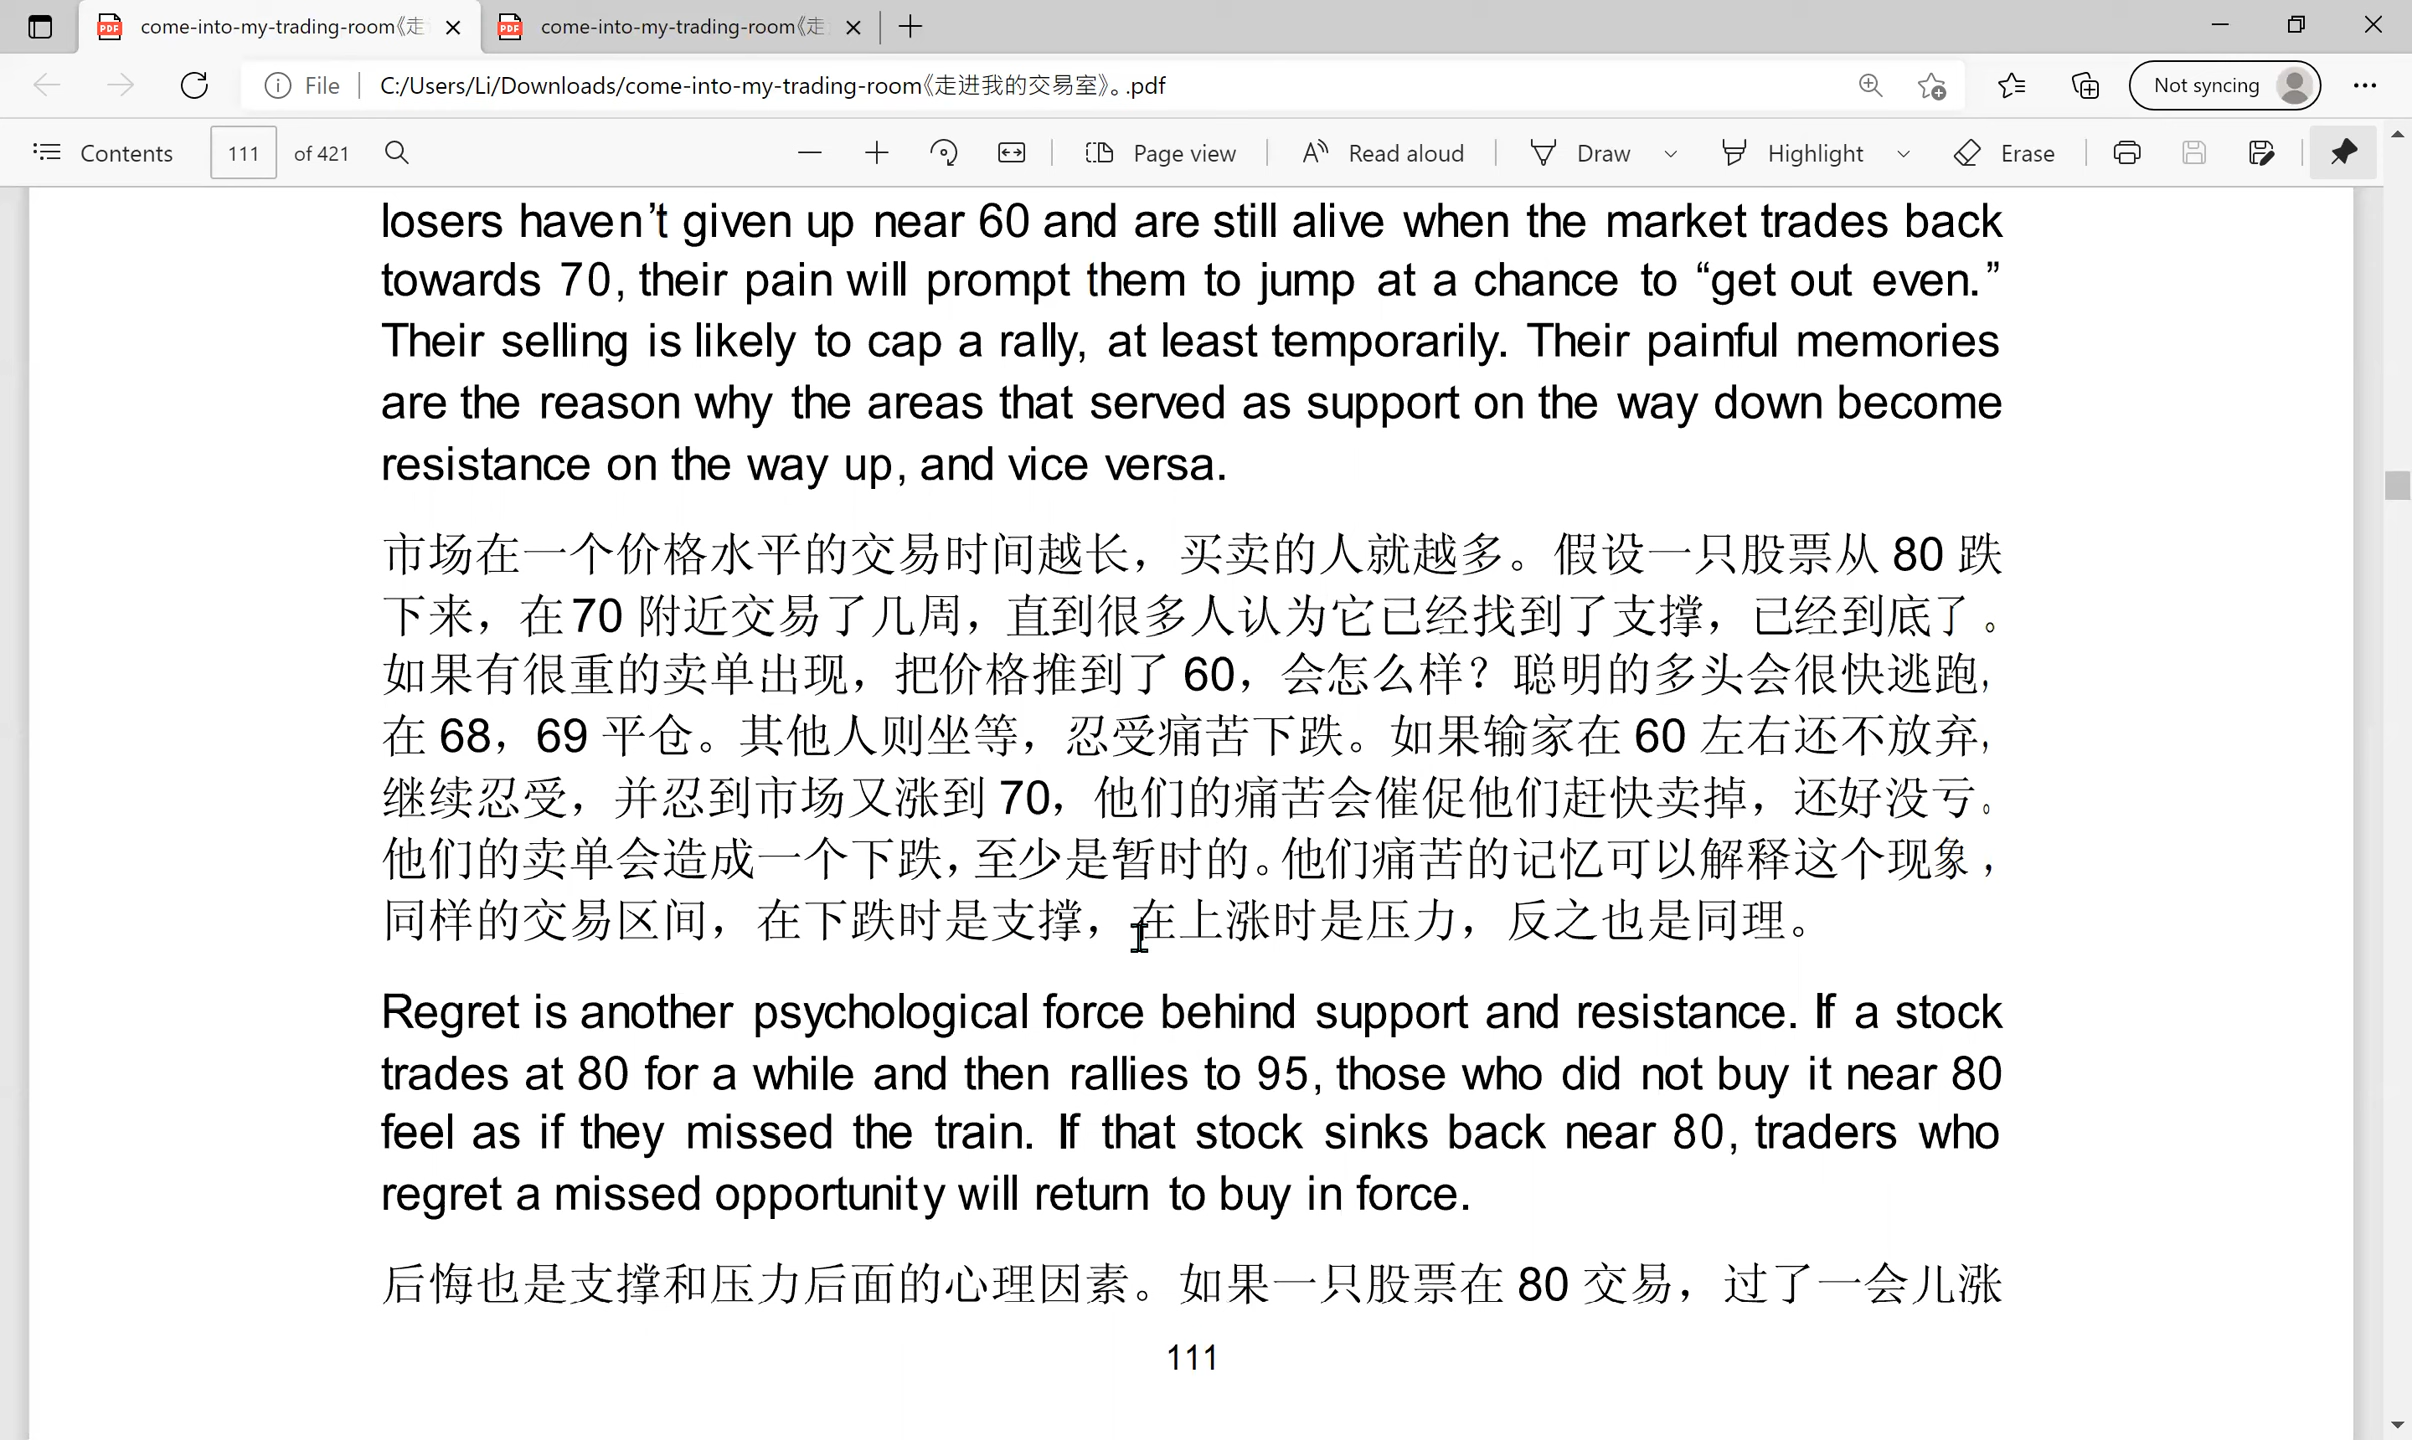 come-into-my-trading-room《走
come-into-my-trading-room《走
File
C:/Users/Li/Downloads/come-into-my-trading-room《走进我的交易室》。.pdf
Not syncing
Contents
111
of 421
Page view
Read aloud
Draw
Highlight
Erase
losers haven’t given up near 60 and are still alive when the market trades back
towards 70, their pain will prompt them to jump at a chance to “get out even.”
Their selling is likely to cap a rally, at least temporarily. Their painful memories
are the reason why the areas that served as support on the way down become
resistance on the way up, and vice versa.
市场在一个价格水平的交易时间越长，买卖的人就越多。假设一只股票从 80 跌
下来，在 70 附近交易了几周，直到很多人认为它已经找到了支撑，已经到底了。
如果有很重的卖单出现，把价格推到了 60，会怎么样？聪明的多头会很快逃跑，
在 68，69 平仓。其他人则坐等，忍受痛苦下跌。如果输家在 60 左右还不放弃，
继续忍受，并忍到市场又涨到 70，他们的痛苦会催促他们赶快卖掉，还好没亏。
他们的卖单会造成一个下跌，至少是暂时的。他们痛苦的记忆可以解释这个现象，
同样的交易区间，在下跌时是支撑，在上涨时是压力，反之也是同理。
Regret is another psychological force behind support and resistance. If a stock
trades at 80 for a while and then rallies to 95, those who did not buy it near 80
feel as if they missed the train. If that stock sinks back near 80, traders who
regret a missed opportunity will return to buy in force.
后悔也是支撑和压力后面的心理因素。如果一只股票在 80 交易，过了一会儿涨
111